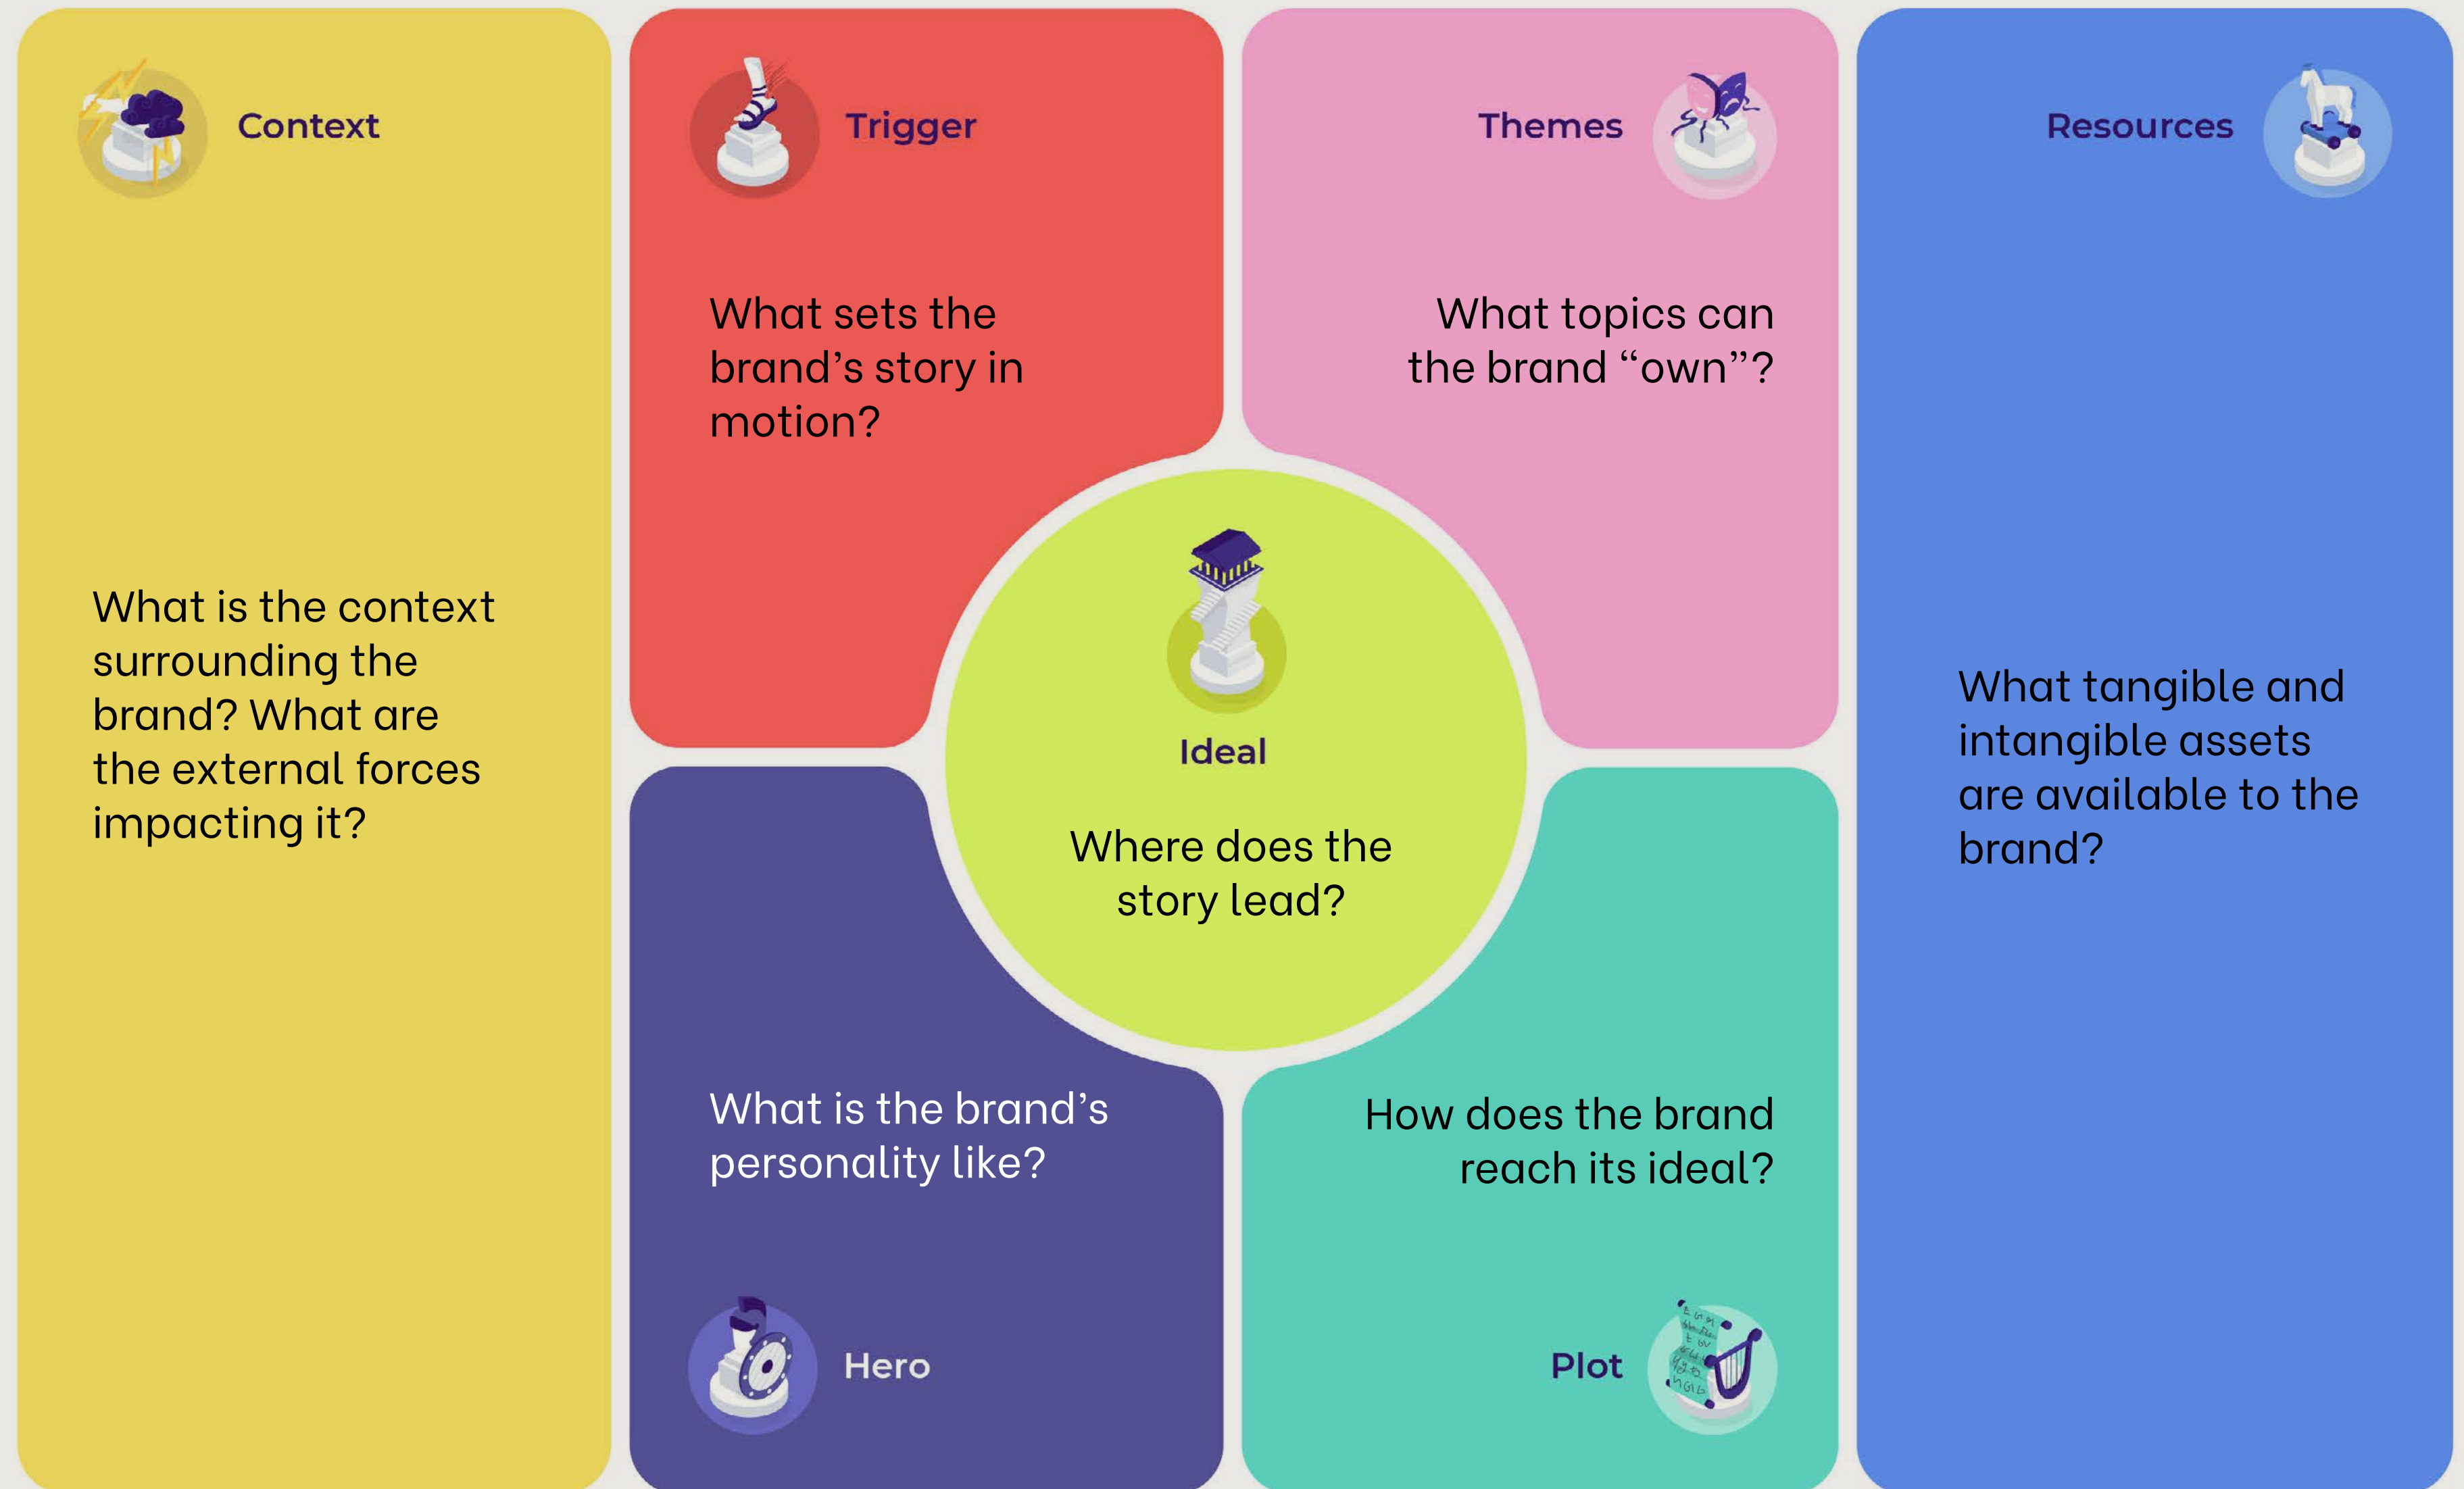 Context
What is the context
surrounding the
brand? What are
the external forces
impacting it?
Trigger
What sets the
brand’s story in
motion?
Themes
What topics can
the brand “own”?
Ideal
Where does the
story lead?
What is the brand’s
personality like?
Hero
How does the brand
reach its ideal?
Plot
Resources
What tangible and
intangible assets
are available to the
brand?